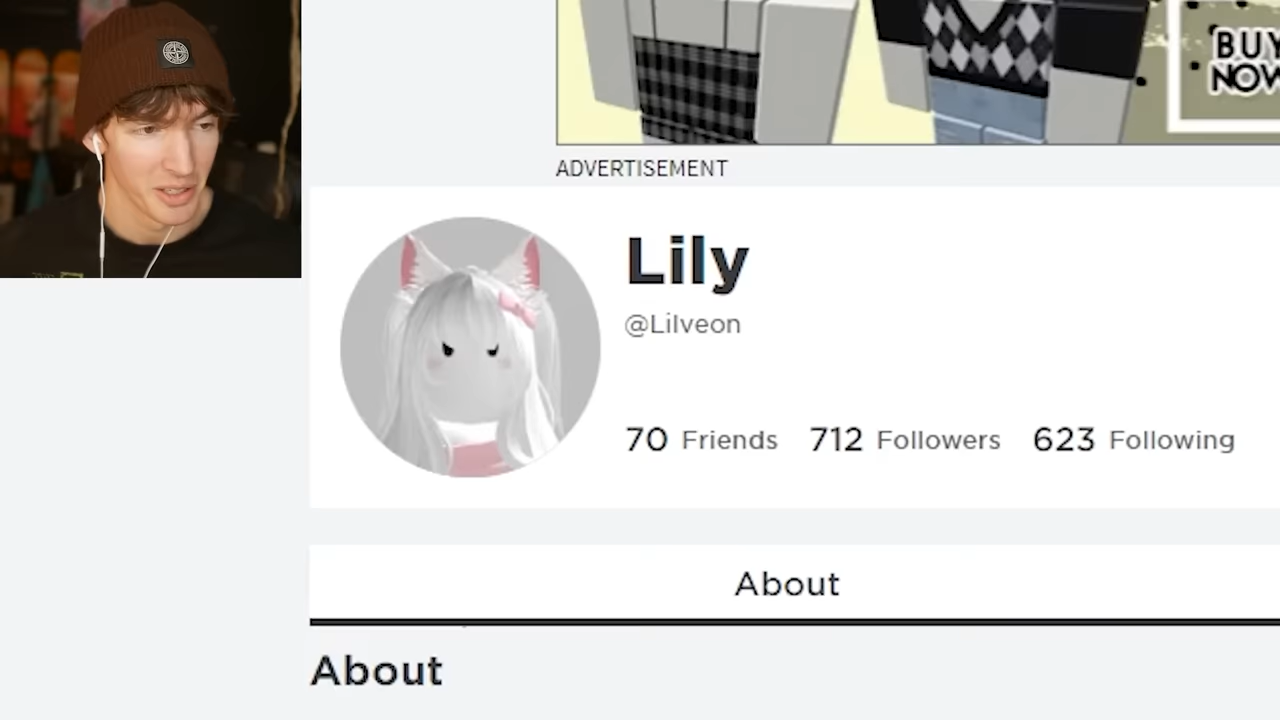 BUY
NOW
ADVERTISEMENT
Lily
@Lilveon
70 Friends 712 Followers 623 Following
About
About